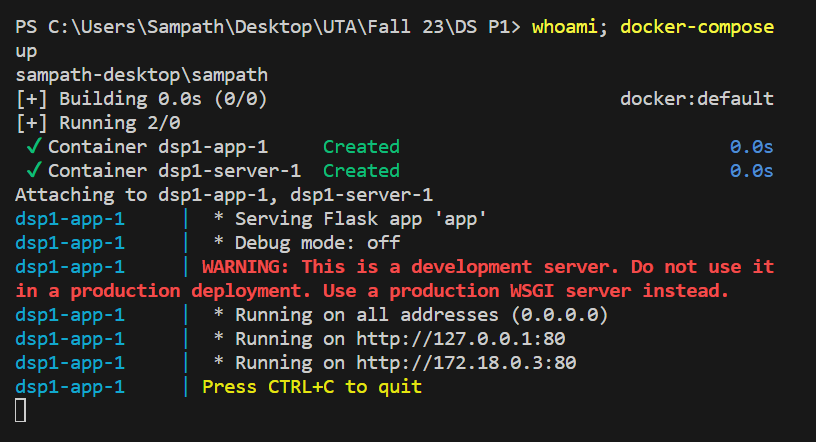 PS C:\Users\Sampath\Desktop\UTA\Fall 23\DS P1> whoami; docker-compose
up
sampath-desktop\sampath
[+] Building 0.0s (0/0) docker:default
[+] Running 2/0
✔ Container dsp1-app-1 Created 0.0s
✔ Container dsp1-server-1 Created 0.0s
Attaching to dsp1-app-1, dsp1-server-1
dsp1-app-1 | * Serving Flask app 'app'
dsp1-app-1 | * Debug mode: off
dsp1-app-1 | WARNING: This is a development server. Do not use it
in a production deployment. Use a production WSGI server instead.
dsp1-app-1 | * Running on all addresses (0.0.0.0)
dsp1-app-1 | * Running on http://127.0.0.1:80
dsp1-app-1 | * Running on http://172.18.0.3:80
dsp1-app-1 | Press CTRL+C to quit